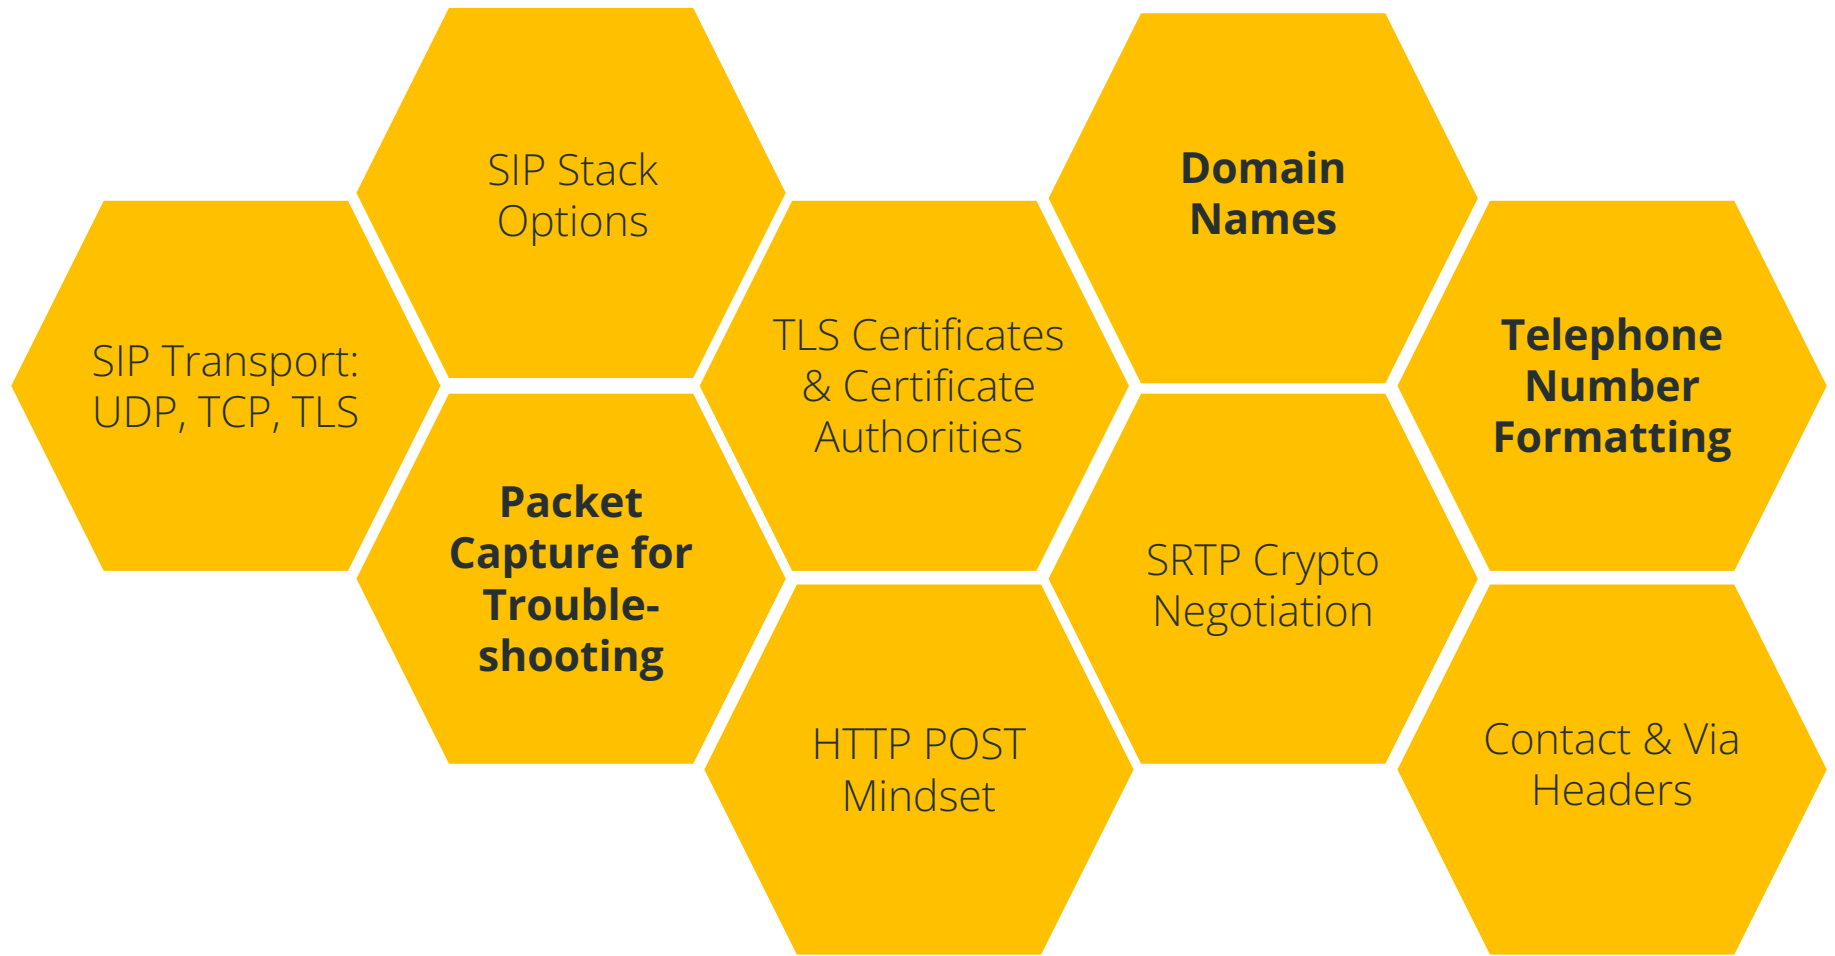 SIP Stack
Options
Domain
Names
SIP Transport:
UDP, TCP, TLS
TLS Certificates
& Certificate
Authorities
Telephone
Number
Formatting
Packet
Capture for
Trouble-
shooting
SRTP Crypto
Negotiation
HTTP POST
Mindset
Contact & Via
Headers